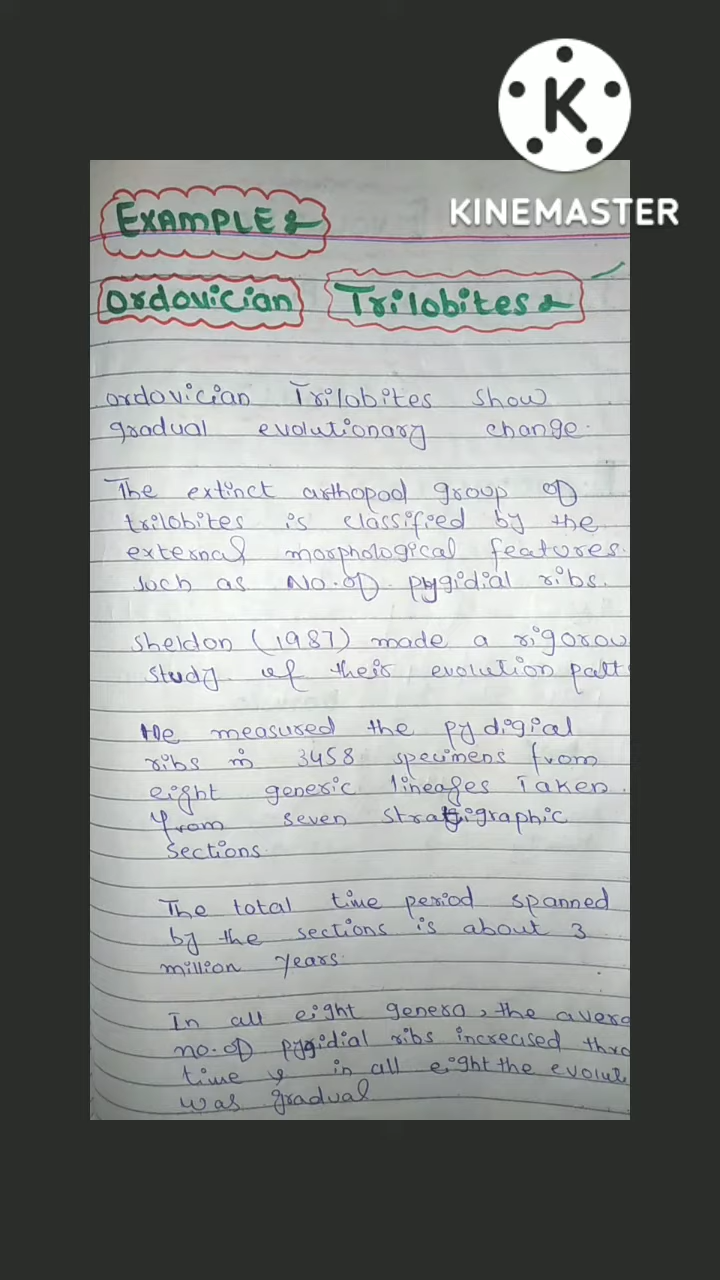 KINEMASTER
EXAMPLE :-
Ordovician Trilobites :-
Ordovician Trilobites show
gradual evolutionary change.
The extinct arthopod group of
trilobites is classified by the
external morphological features.
such as No. of. pygidial ribs.
Sheldon (1987) made a rigorou
study of their evolution patt
He measured the pydigial
ribs in 3458 specimens from
eight generic lineages Taken.
from seven stratigraphic
sections.
The total time period spanned
by the sections is about 3
million years.
In all eight genera, the avera
no. of pygidial ribs increased thro
time & in all eight the evolut
was gradual